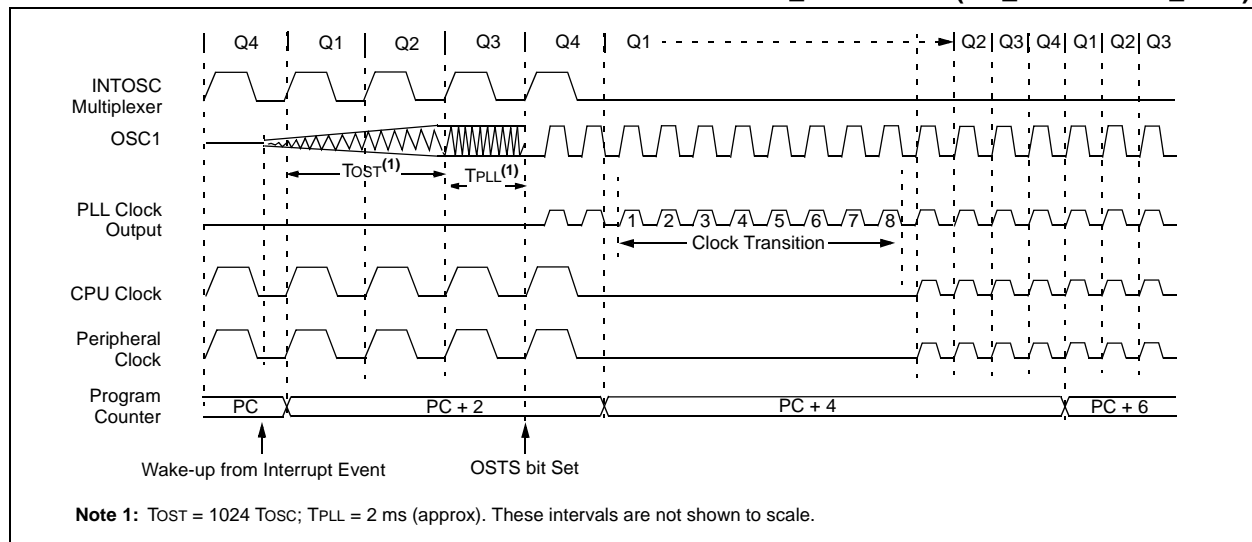 Q4 Q1 Q2 Q3 Q4 Q1 Q2 Q3 Q4 Q1 Q2 Q3
INTOSC
Multiplexer
OSC1
TOST(1)
TPLL(1)
PLL Clock
Output
1 2 3 4 5 6 7 8
Clock Transition
CPU Clock
Peripheral
Clock
Program
Counter
PC PC + 2 PC + 4 PC + 6
Wake-up from Interrupt Event OSTS bit Set
Note 1: TOST = 1024 TOSC; TPLL = 2 ms (approx). These intervals are not shown to scale.